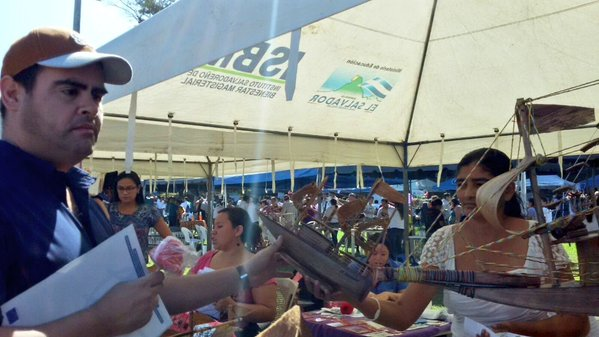 ISBM
INSTITUTO SALVADOREÑO DE
BIENESTAR MAGISTERIAL
Ministerio de Educación
EL
SALVADOR